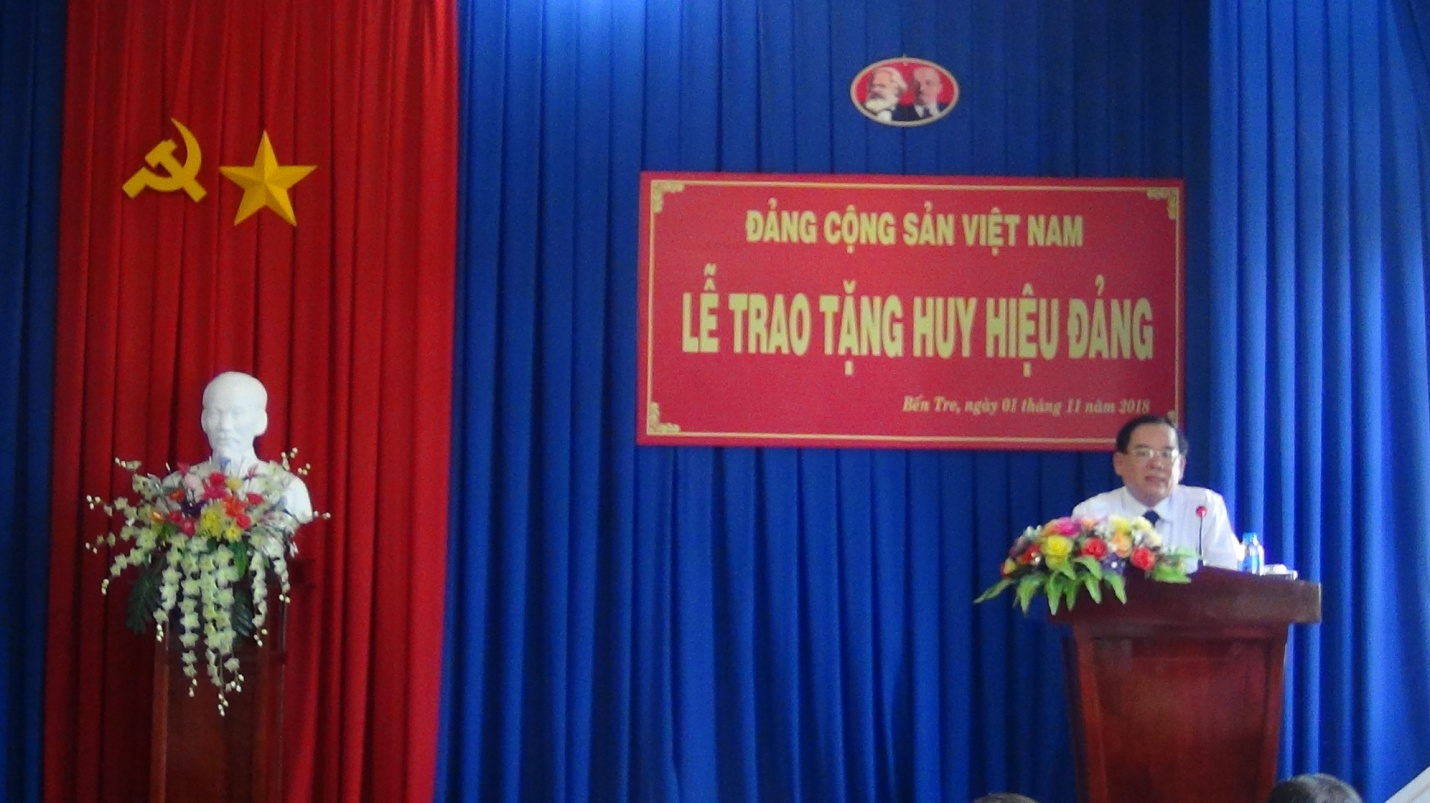 ĐẢNG CỘNG SẢN VIỆT NAM
LỄ TRAO TẶNG HUY HIỆU ĐẢNG
Bến Tre, ngày 01 tháng 11 năm 2018